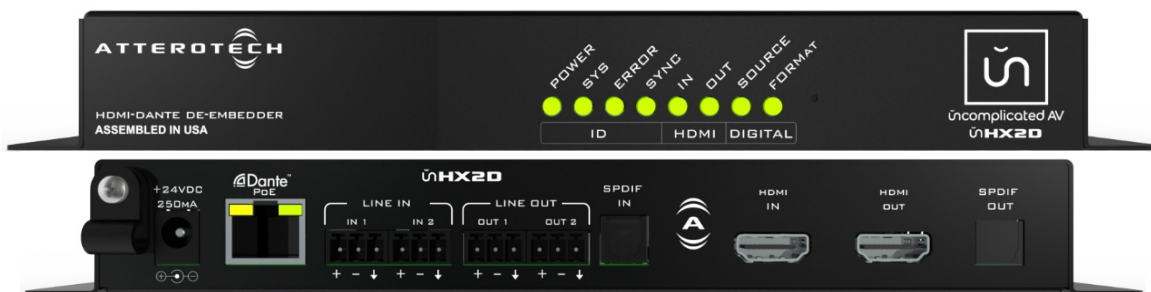 ATTEROTECH
HDMI-DANTE DE-EMBEDDER
ASSEMBLED IN USA
POWER
SYS
ERROR
SYNC
IN
OUT
SOURCE
FORMAT
ID
HDMI
DIGITAL
ŭn
ŭncomplicated AV
ŭnHX2D
+24VDC
250MA
Dante™
PoE
ŭnHX2D
LINE IN
IN 1
IN 2
+ - ↓ + - ↓
LINE OUT
OUT 1
OUT 2
+ - ↓ + - ↓
SPDIF
IN
A
HDMI
IN
HDMI
OUT
SPDIF
OUT